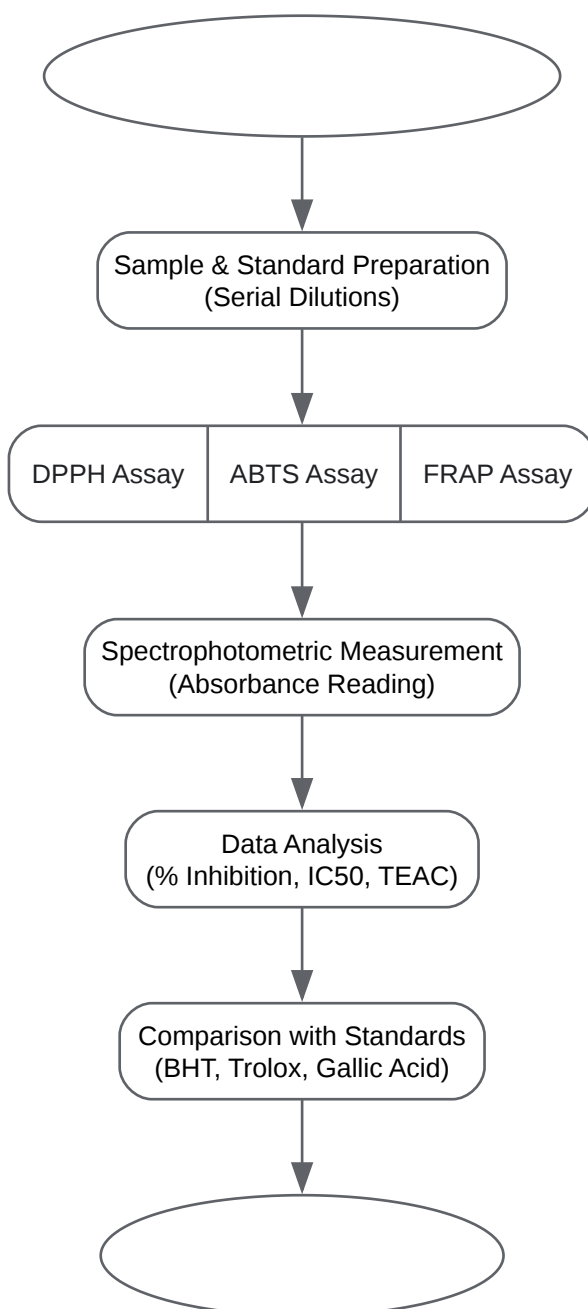 Sample & Standard Preparation
(Serial Dilutions)
DPPH Assay
ABTS Assay
FRAP Assay
Spectrophotometric Measurement
(Absorbance Reading)
Data Analysis
(% Inhibition, IC50, TEAC)
Comparison with Standards
(BHT, Trolox, Gallic Acid)